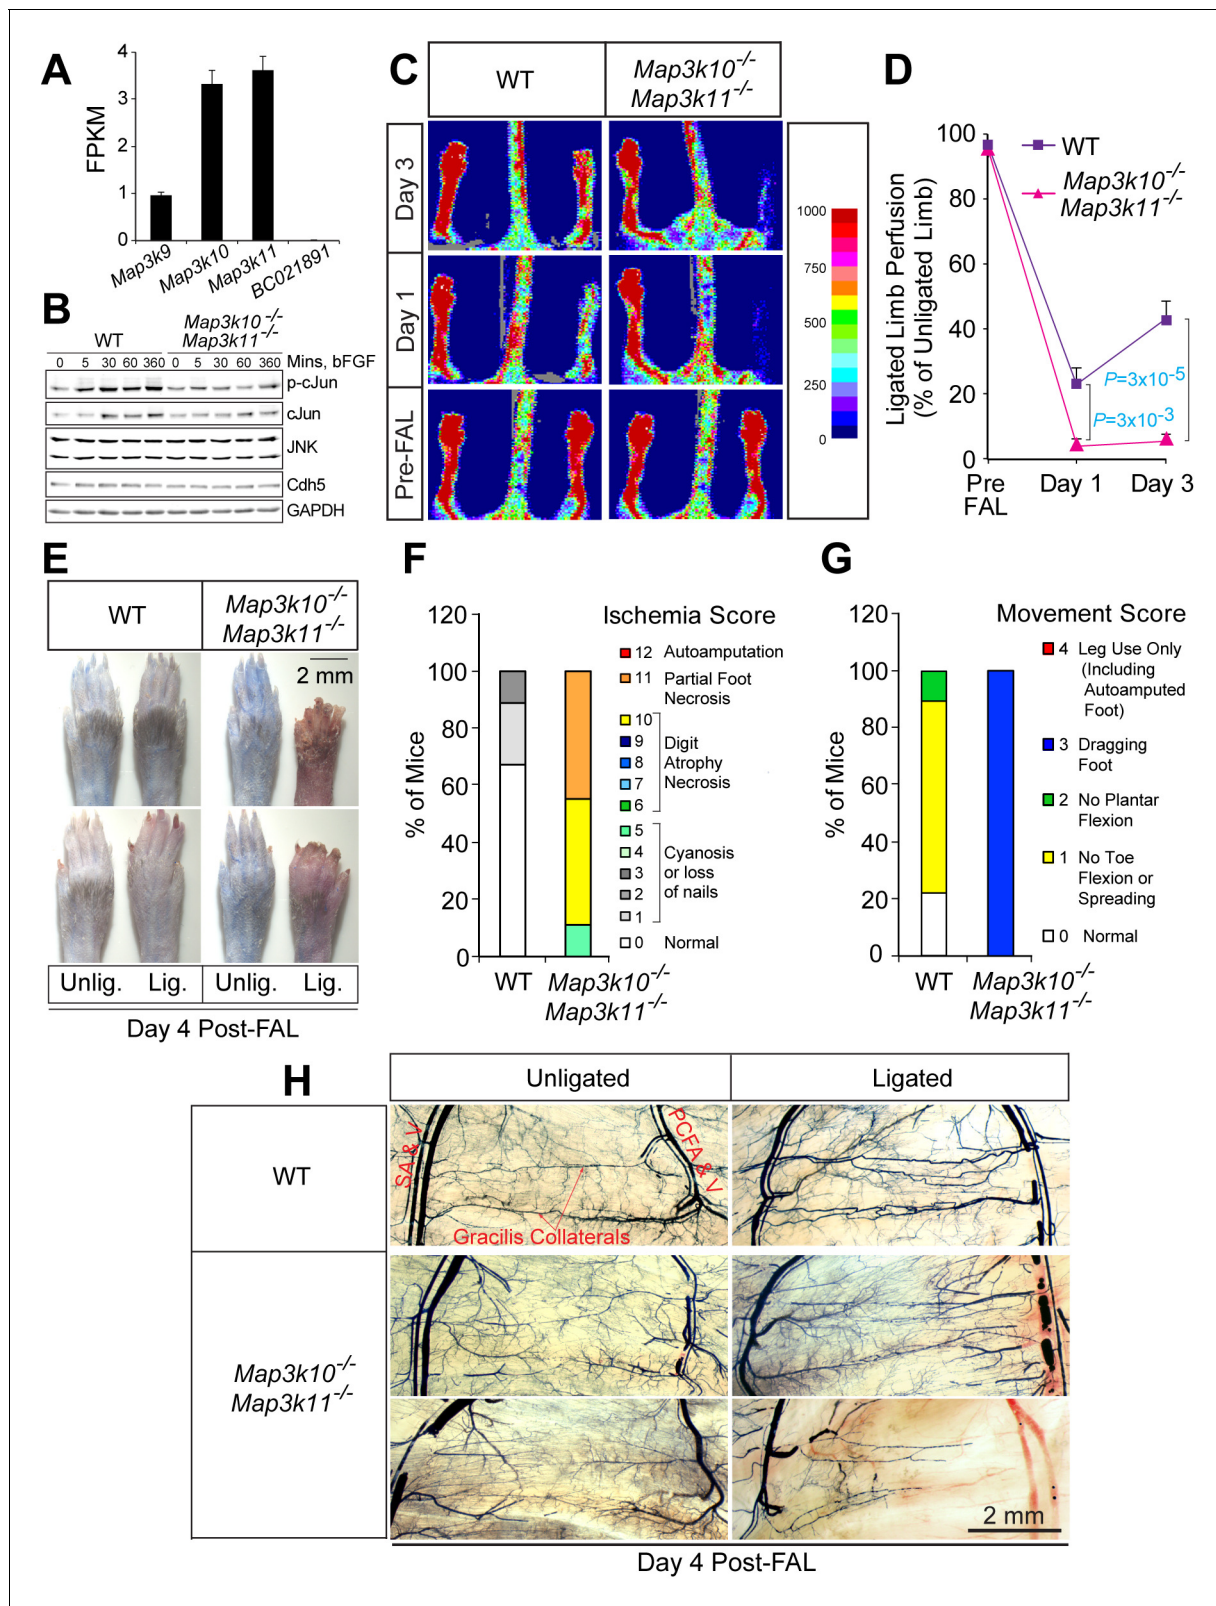 A
4
3
2
1
0
FPKM
Map3k9
Map3k10
Map3k11
BC021891
B
WT
Map3k10-/-
Map3k11-/-
0 5 30 60 360 0 5 30 60 360 Mins, bFGF
p-cJun
cJun
JNK
Cdh5
GAPDH
C
WT
Map3k10-/-
Map3k11-/-
Day 3
Day 1
Pre-FAL
1000
750
500
250
0
D
Ligated Limb Perfusion
(% of Unligated Limb)
100
80
60
40
20
0
WT
Map3k10-/-
Map3k11-/-
P=3x10-5
P=3x10-3
Pre
FAL
Day 1
Day 3
E
WT
Map3k10-/-
Map3k11-/-
2 mm
Unlig. Lig. Unlig. Lig.
Day 4 Post-FAL
F
% of Mice
120
100
80
60
40
20
0
WT
Map3k10-/-
Map3k11-/-
Ischemia Score
12 Autoamputation
11 Partial Foot
Necrosis
10
9 Digit
8 Atrophy
7 Necrosis
6
5
4 Cyanosis
3 or loss
2 of nails
1
0 Normal
G
% of Mice
120
100
80
60
40
20
0
WT
Map3k10-/-
Map3k11-/-
Movement Score
4 Leg Use Only
(Including
Autoamputed
Foot)
3 Dragging
Foot
2 No Plantar
Flexion
1 No Toe
Flexion or
Spreading
0 Normal
H
Unligated
Ligated
WT
SA & V
PCFA & V
Gracilis Collaterals
Map3k10-/-
Map3k11-/-
2 mm
Day 4 Post-FAL